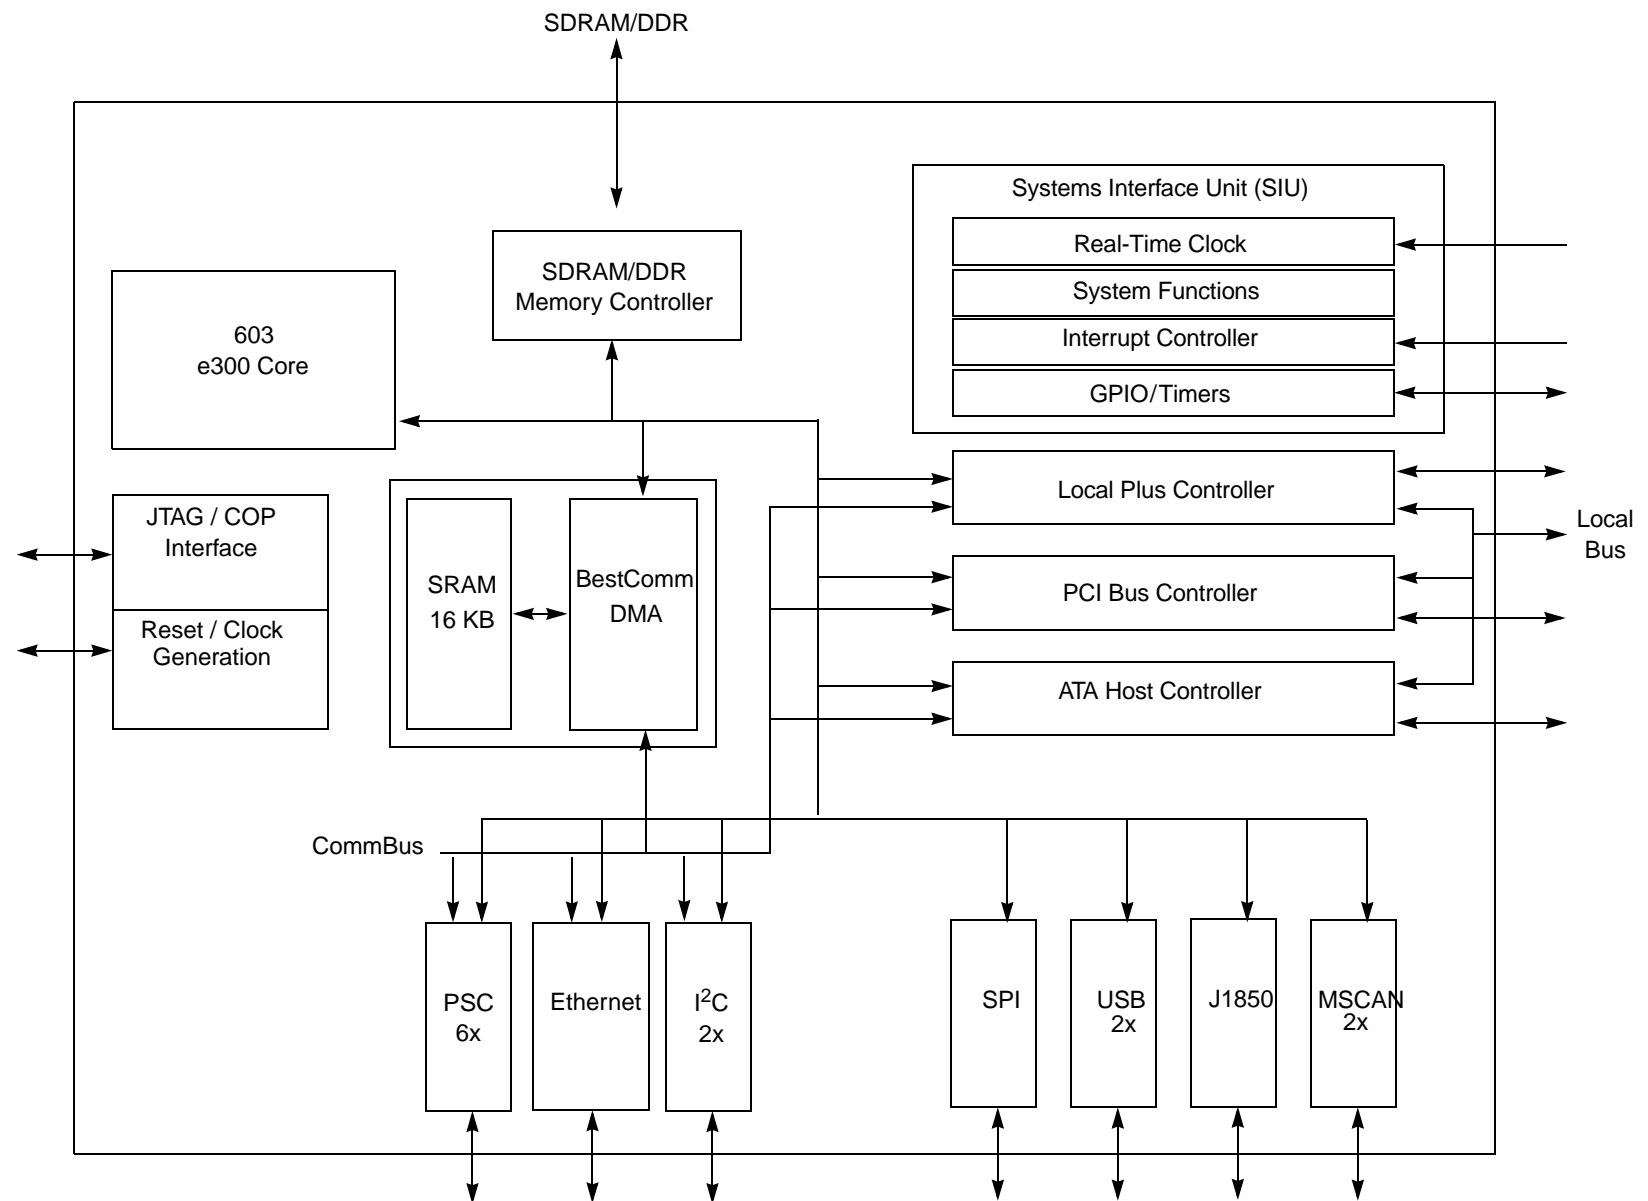 SDRAM/DDR
Systems Interface Unit (SIU)
Real-Time Clock
System Functions
Interrupt Controller
GPIO/Timers
SDRAM/DDR
Memory Controller
603
e300 Core
Local Plus Controller
Local
Bus
PCI Bus Controller
ATA Host Controller
JTAG / COP
Interface
Reset / Clock
Generation
SRAM
16 KB
BestComm
DMA
CommBus
PSC
6x
Ethernet
I²C
2x
SPI
USB
2x
J1850
MSCAN
2x